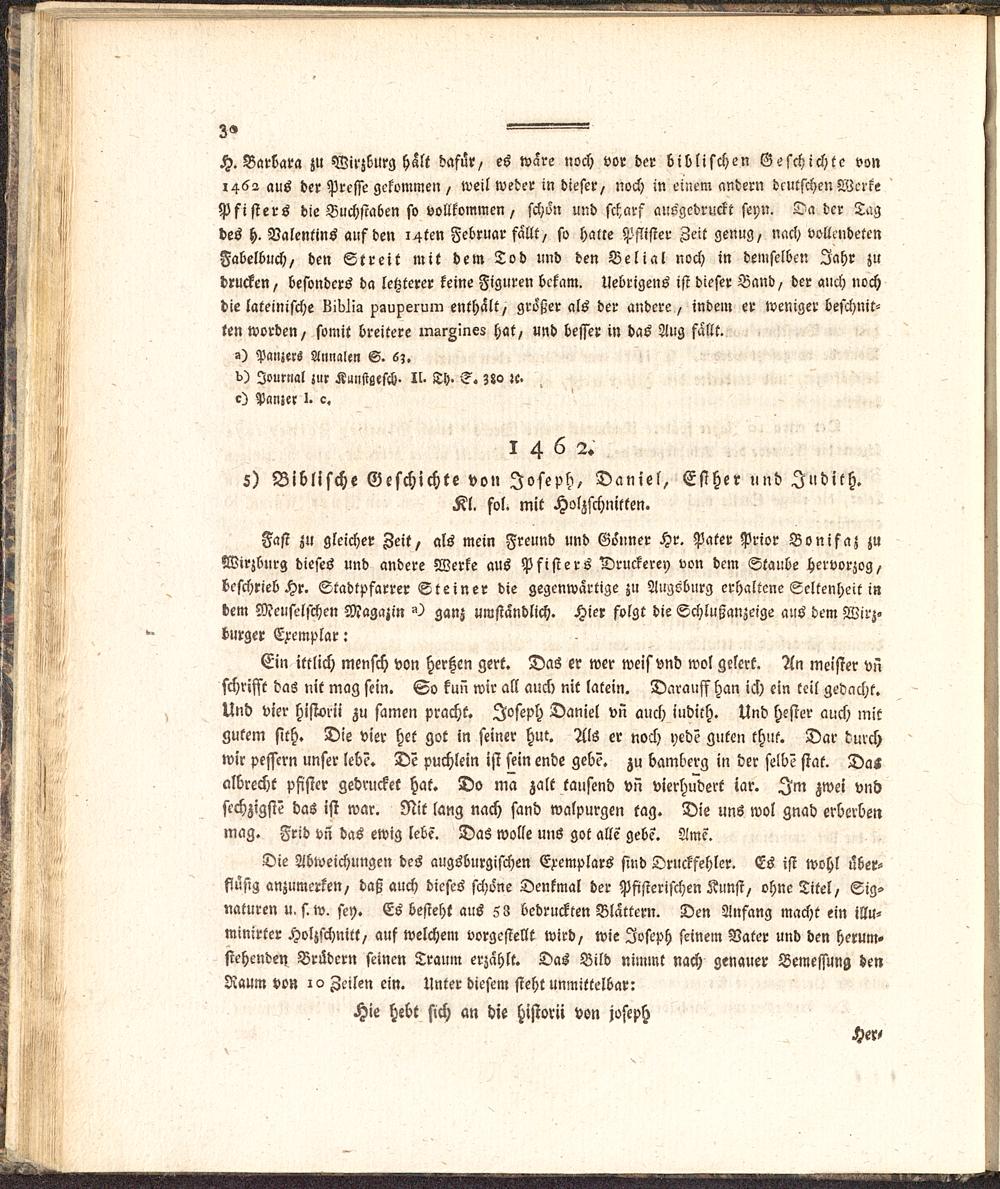 30
H. Barbara zu Wirzburg hält dafür, es wäre noch vor der biblischen Geschichte von
1462 aus der Presse gekommen, weil weder in dieser, noch in einem andern deutschen Werke
Pfisters die Buchstaben so vollkommen, schön und scharf ausgedruckt seyn. Da der Tag
des h. Valentins auf den 14ten Februar fällt, so hatte Pfister Zeit genug, nach vollendeten
Fabelbuch, den Streit mit dem Tod und den Belial noch in demselben Jahr zu
drucken, besonders da letzterer keine Figuren bekam. Uebrigens ist dieser Band, der auch noch
die lateinische Biblia pauperum enthält, größer als der andere, indem er weniger beschnit-
ten worden, somit breitere margines hat, und besser in das Aug fällt.
a) Panzers Annalen S. 63.
b) Journal zur Kunstgesch. II. Th. S. 380 ꝛc.
c) Panzer l. c.
1462.
5) Biblische Geschichte von Joseph, Daniel, Esther und Judith.
Kl. fol. mit Holzschnitten.
Fast zu gleicher Zeit, als mein Freund und Gönner Hr. Pater Prior Bonifaz zu
Wirzburg dieses und andere Werke aus Pfisters Druckerey von dem Staube hervorzog,
beschrieb Hr. Stadtpfarrer Steiner die gegenwärtige zu Augsburg erhaltene Seltenheit in
dem Meuselschen Magazin a) ganz umständlich. Hier folgt die Schlußanzeige aus dem Wirz-
burger Exemplar:
Ein ittlich mensch von hertzen gert. Das er wer weis vnd wol gelert. An meister vn̄
schrifft das nit mag sein. So kun̄ wir all auch nit latein. Darauff han ich ein teil gedacht.
Und vier historii zu samen pracht. Joseph Daniel vn̄ auch iudith. Und hester auch mit
gutem sith. Die vier het got in seiner hut. Als er noch yedē guten thut. Dar durch
wir pessern unser lebē. Dē puchlein ist sein ende gebē. zu bamberg in der selbē stat. Das
albrecht pfister gedrucket hat. Do mā zalt tausend vn̄ vierhūdert iar. Im zwei vnd
sechzigstē das ist war. Nit lang nach sand walpurgen tag. Die uns wol gnad erberben
mag. Frid vn̄ das ewig lebē. Das wolle uns got allē gebē. Amē.
Die Abweichungen des augsburgischen Exemplars sind Druckfehler. Es ist wohl über-
flüsig anzumerken, daß auch dieses schöne Denkmal der Pfisterischen Kunst, ohne Titel, Sig-
naturen u. s. w. sey. Es besteht aus 58 bedruckten Blättern. Den Anfang macht ein illu-
minirter Holzschnitt, auf welchem vorgestellt wird, wie Joseph seinem Vater und den herum-
stehenden Brüdern seinen Traum erzählt. Das Bild nimmt nach genauer Bemessung den
Raum von 10 Zeilen ein. Unter diesem steht unmittelbar:
Hie hebt sich an die historii von joseph
Her-